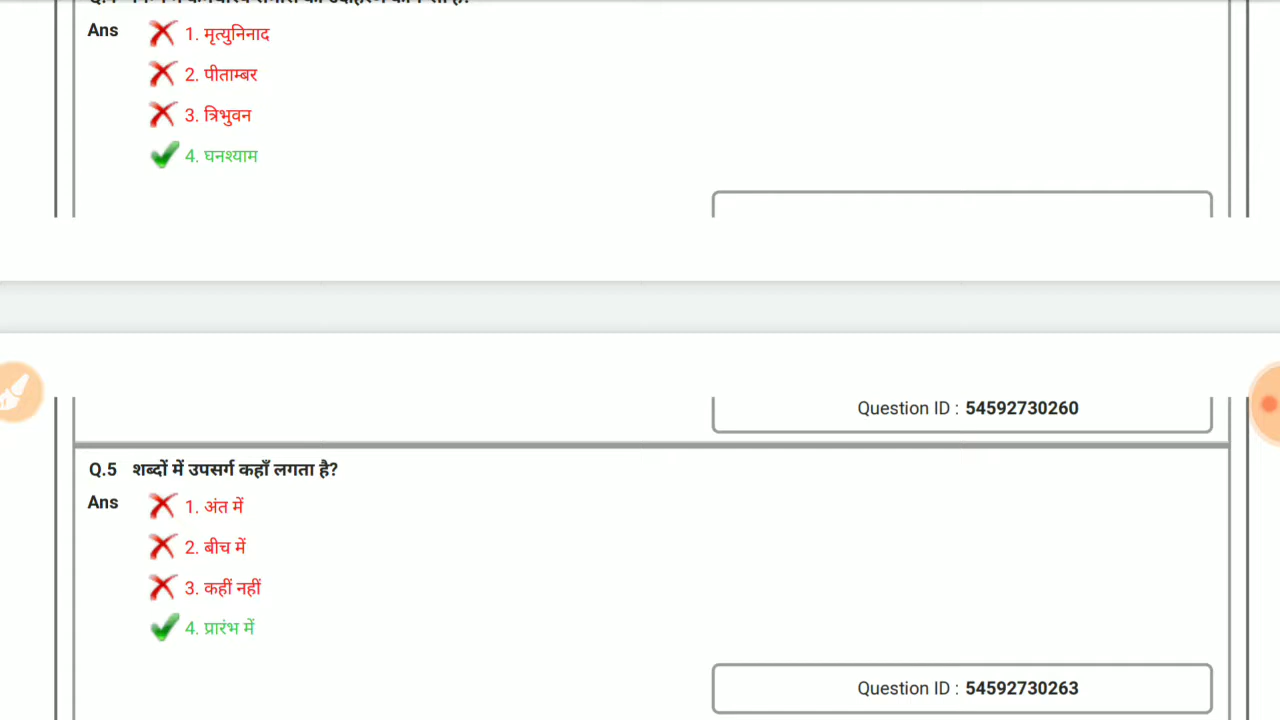 Ans
1. मृत्युनिनाद
2. पीताम्बर
3. त्रिभुवन
4. घनश्याम
Question ID : 54592730260
Q.5 शब्दों में उपसर्ग कहाँ लगता है?
Ans
1. अंत में
2. बीच में
3. कहीं नहीं
4. प्रारंभ में
Question ID : 54592730263